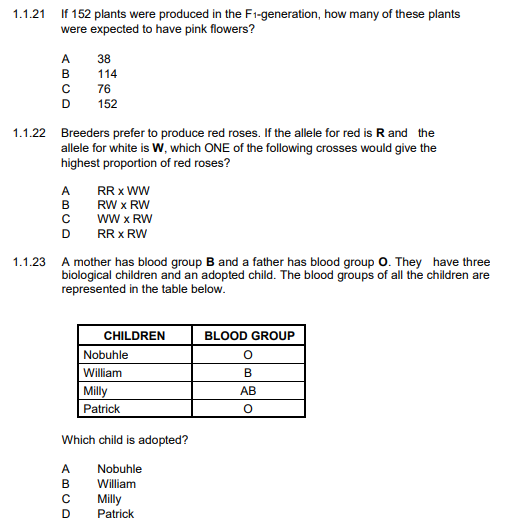 1.1.21 If 152 plants were produced in the F1-generation, how many of these plants
were expected to have pink flowers?
A 38
B 114
C 76
D 152
1.1.22 Breeders prefer to produce red roses. If the allele for red is R and the
allele for white is W, which ONE of the following crosses would give the
highest proportion of red roses?
A RR x WW
B RW x RW
C WW x RW
D RR x RW
1.1.23 A mother has blood group B and a father has blood group O. They have three
biological children and an adopted child. The blood groups of all the children are
represented in the table below.
CHILDREN BLOOD GROUP
Nobuhle O
William B
Milly AB
Patrick O
Which child is adopted?
A Nobuhle
B William
C Milly
D Patrick